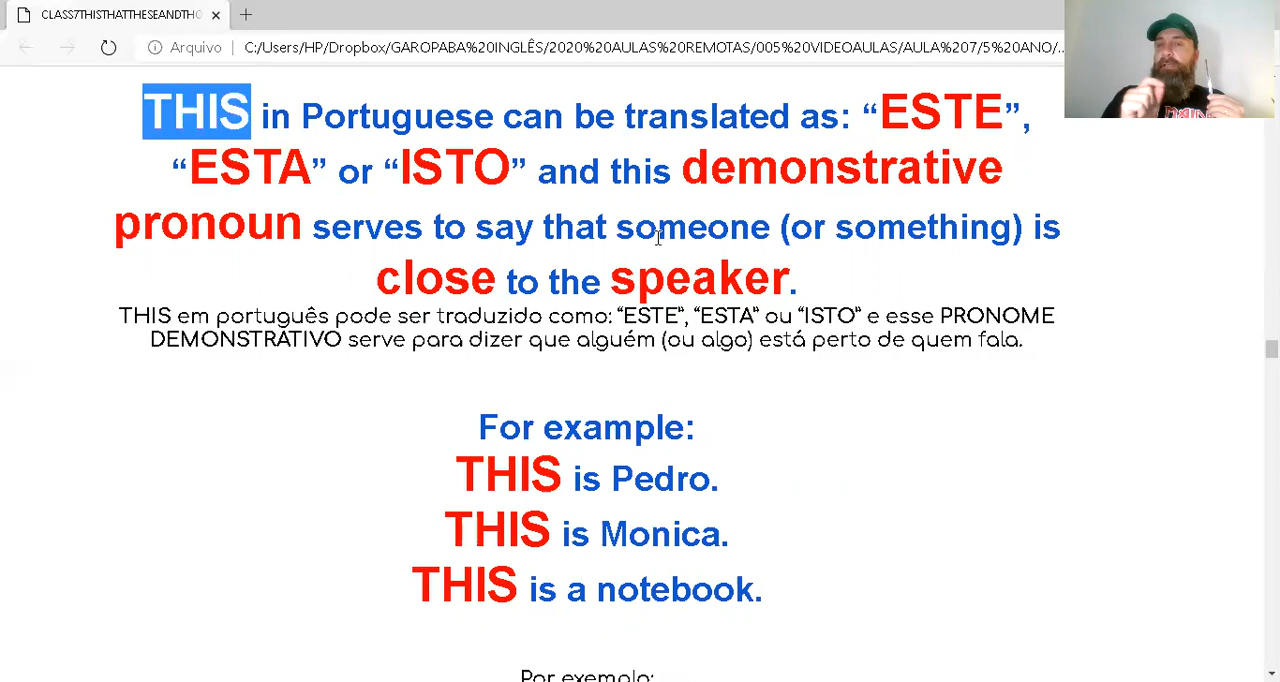 CLASS7THISTHATTHESEANDTHO
Arquivo C:/Users/HP/Dropbox/GAROPABA%20INGLÊS/2020%20AULAS%20REMOTAS/005%20VIDEOAULAS/AULA%207/5%20ANO/...
THIS in Portuguese can be translated as: “ESTE”,
“ESTA” or “ISTO” and this demonstrative
pronoun serves to say that someone (or something) is
close to the speaker.
THIS em português pode ser traduzido como: “ESTE”, “ESTA” ou “ISTO” e esse PRONOME
DEMONSTRATIVO serve para dizer que alguém (ou algo) está perto de quem fala.
For example:
THIS is Pedro.
THIS is Monica.
THIS is a notebook.
Por exemplo: